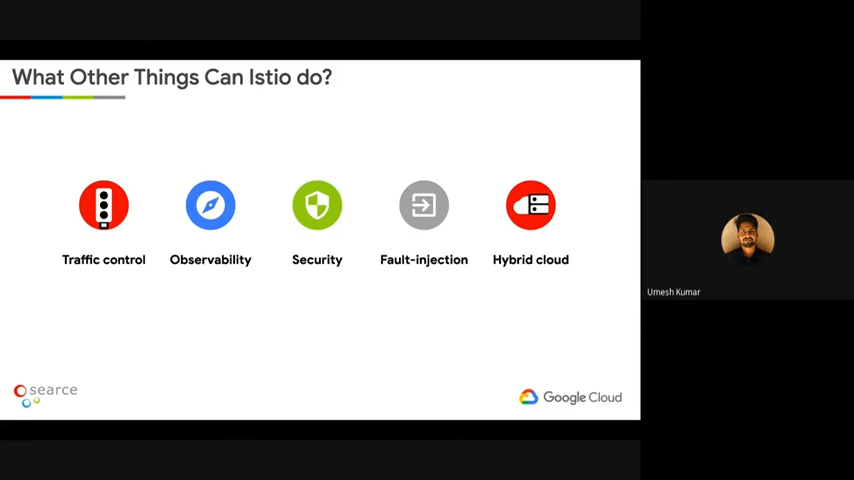 What Other Things Can Istio do?
Traffic control
Observability
Security
Fault-injection
Hybrid cloud
Umesh Kumar
searce
Google Cloud